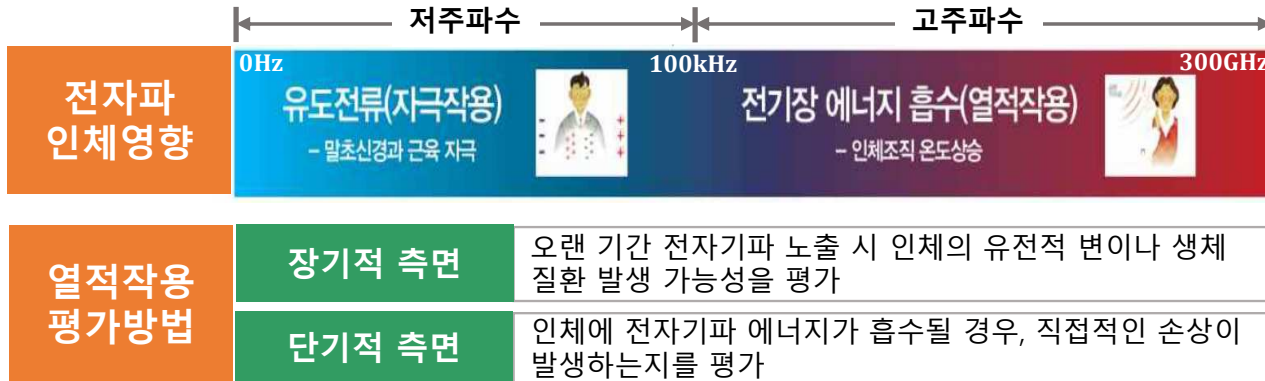 저주파수
고주파수
0Hz
100kHz
300GHz
전자파
인체영향
유도전류(자극작용)
– 말초신경과 근육 자극
전기장 에너지 흡수(열적작용)
– 인체조직 온도상승
열적작용
평가방법
장기적 측면
오랜 기간 전자기파 노출 시 인체의 유전적 변이나 생체
질환 발생 가능성을 평가
단기적 측면
인체에 전자기파 에너지가 흡수될 경우, 직접적인 손상이
발생하는지를 평가